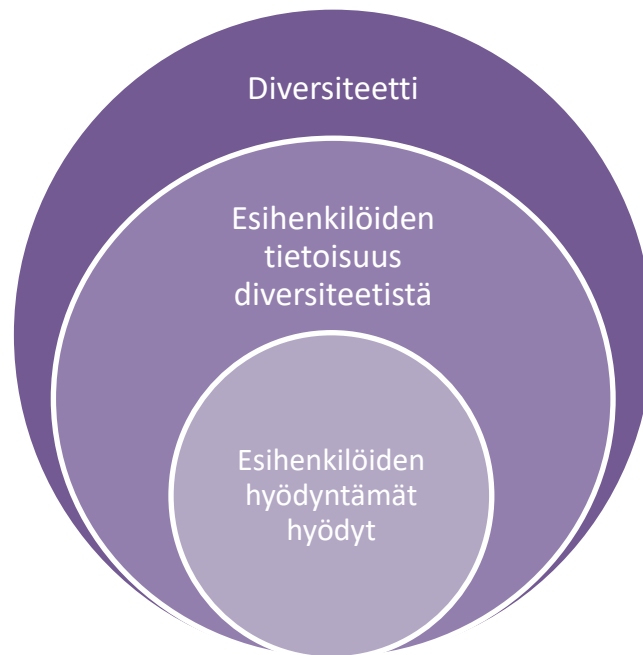 Diversiteetti
Esihenkilöiden
tietoisuus
diversiteetistä
Esihenkilöiden
hyödyntämät
hyödyt